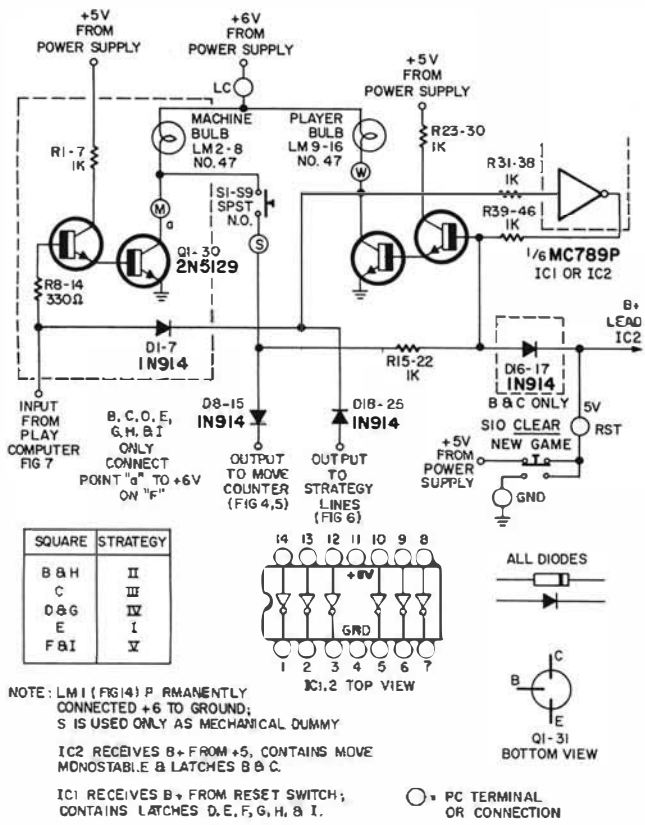 +5V
FROM
POWER SUPPLY
+6V
FROM
POWER SUPPLY
LC
+5V
FROM
POWER SUPPLY
MACHINE
BULB
LM 2-8
NO. 47
PLAYER
BULB
LM 9-16
NO. 47
R23-30
1K
R1-7
1K
R31-38
1K
R39-46
1K
S1-S9
SPST
N.O.
M
a
W
S
Q1-30
2N5129
1/6 MC789P
IC1 OR IC2
R8-14
330Ω
D1-7
1N914
B+
LEAD
IC2
R15-22
1K
D16-17
1N914
B & C ONLY
INPUT
FROM
PLAY
COMPUTER
FIG 7
B, C, D, E,
G, H, & I
ONLY
CONNECT
POINT "a" TO +6V
ON "F"
D8-15
1N914
D18-25
1N914
OUTPUT
TO MOVE
COUNTER
(FIG 4,5)
OUTPUT
TO
STRATEGY
LINES
(FIG 6)
5V
RST
S10 CLEAR
NEW GAME
+5V
FROM
POWER
SUPPLY
GND
SQUARE STRATEGY
B & H II
C III
D & G IV
E I
F & I V
14 13 12 11 10 9 8
GND
1 2 3 4 5 6 7
IC1,2 TOP VIEW
ALL DIODES
C
B
E
Q1-31
BOTTOM VIEW
NOTE: LM1 (FIG 14) P RMANENTLY
CONNECTED +6 TO GROUND;
S IS USED ONLY AS MECHANICAL DUMMY
IC2 RECEIVES B+ FROM +5, CONTAINS MOVE
MONOSTABLE & LATCHES B & C.
IC1 RECEIVES B+ FROM RESET SWITCH;
CONTAINS LATCHES D, E, F, G, H, & I.
= PC TERMINAL
OR CONNECTION